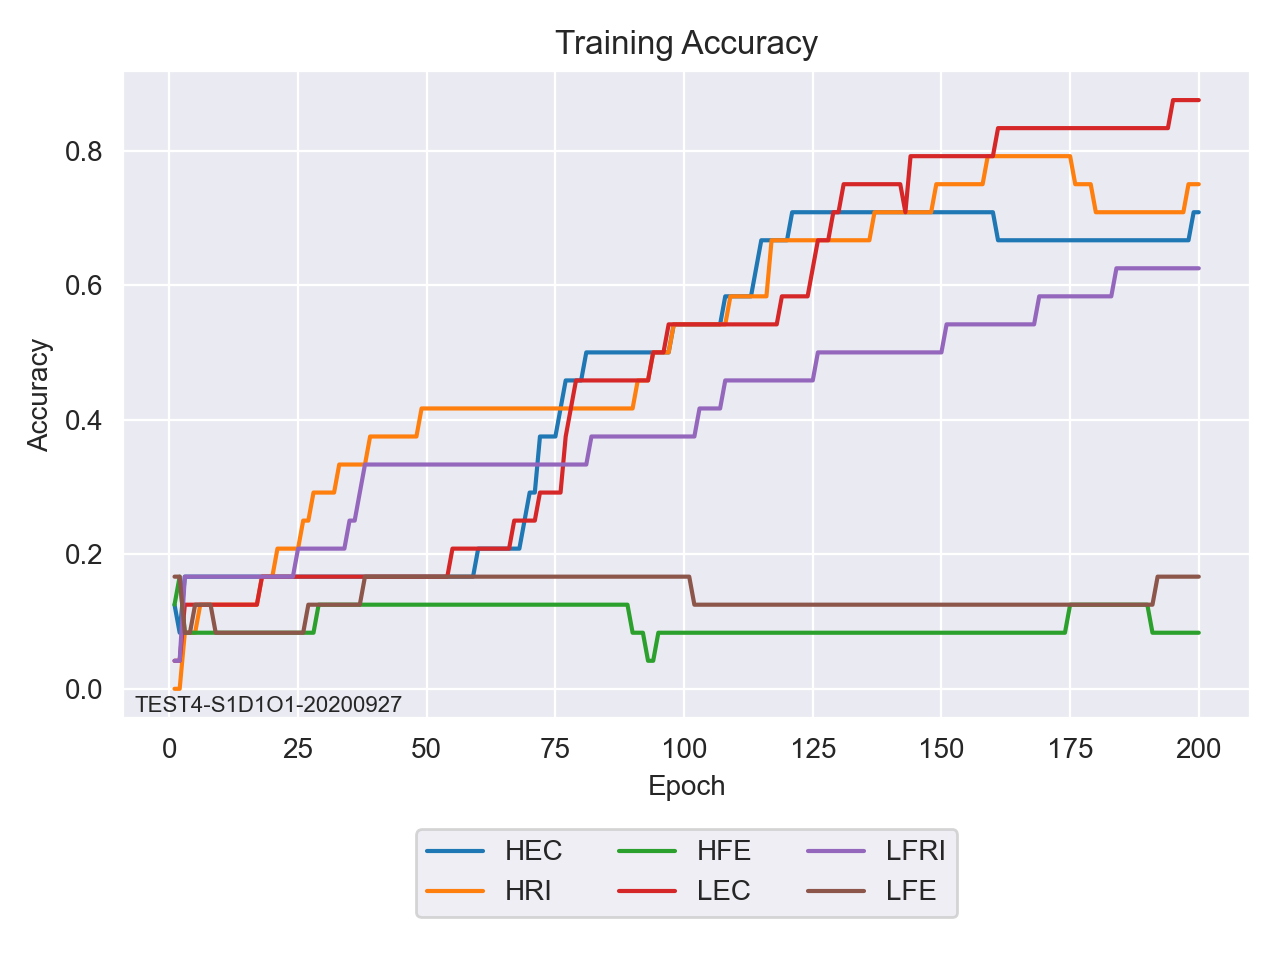 Training Accuracy
Accuracy
0.8
0.6
0.4
0.2
0.0
TEST4-S1D1O1-20200927
0 25 50 75 100 125 150 175 200
Epoch
HEC HFE LFRI
HRI LEC LFE